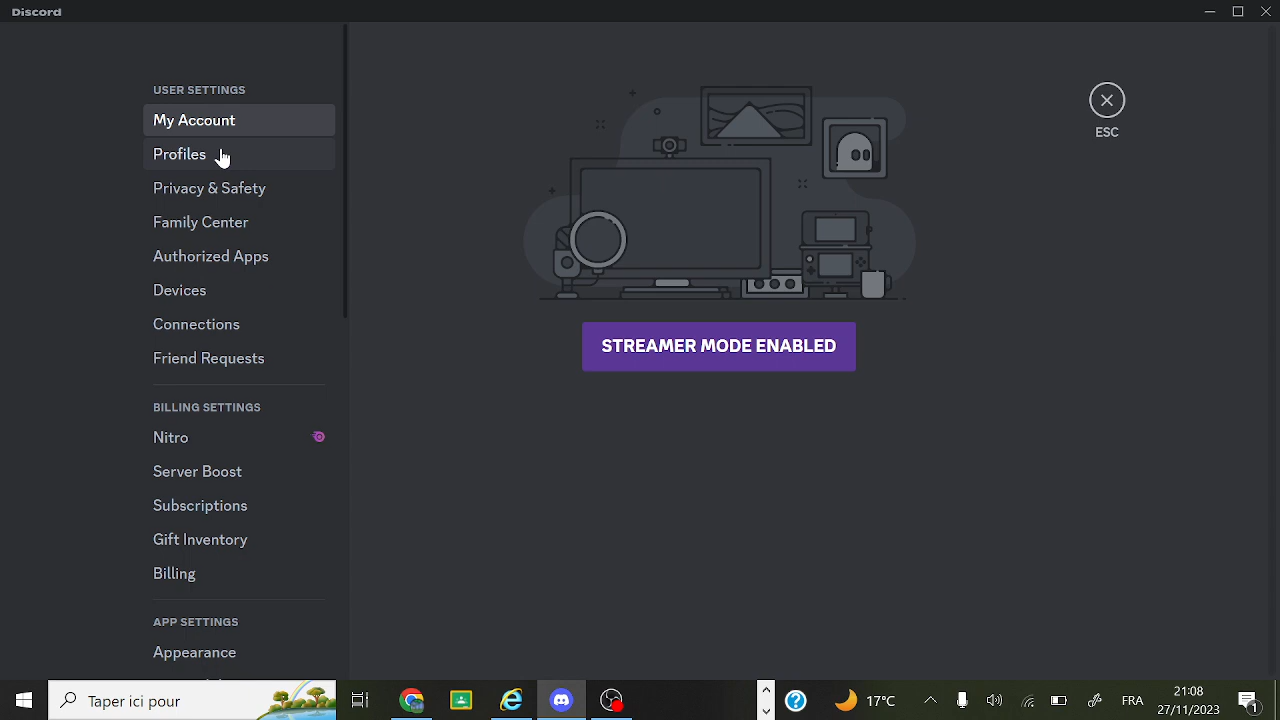 Discord
USER SETTINGS
My Account
Profiles
Privacy & Safety
Family Center
Authorized Apps
Devices
Connections
Friend Requests
BILLING SETTINGS
Nitro
Server Boost
Subscriptions
Gift Inventory
Billing
APP SETTINGS
Appearance
ESC
STREAMER MODE ENABLED
Taper ici pour
17°C
FRA
21:08
27/11/2023
1